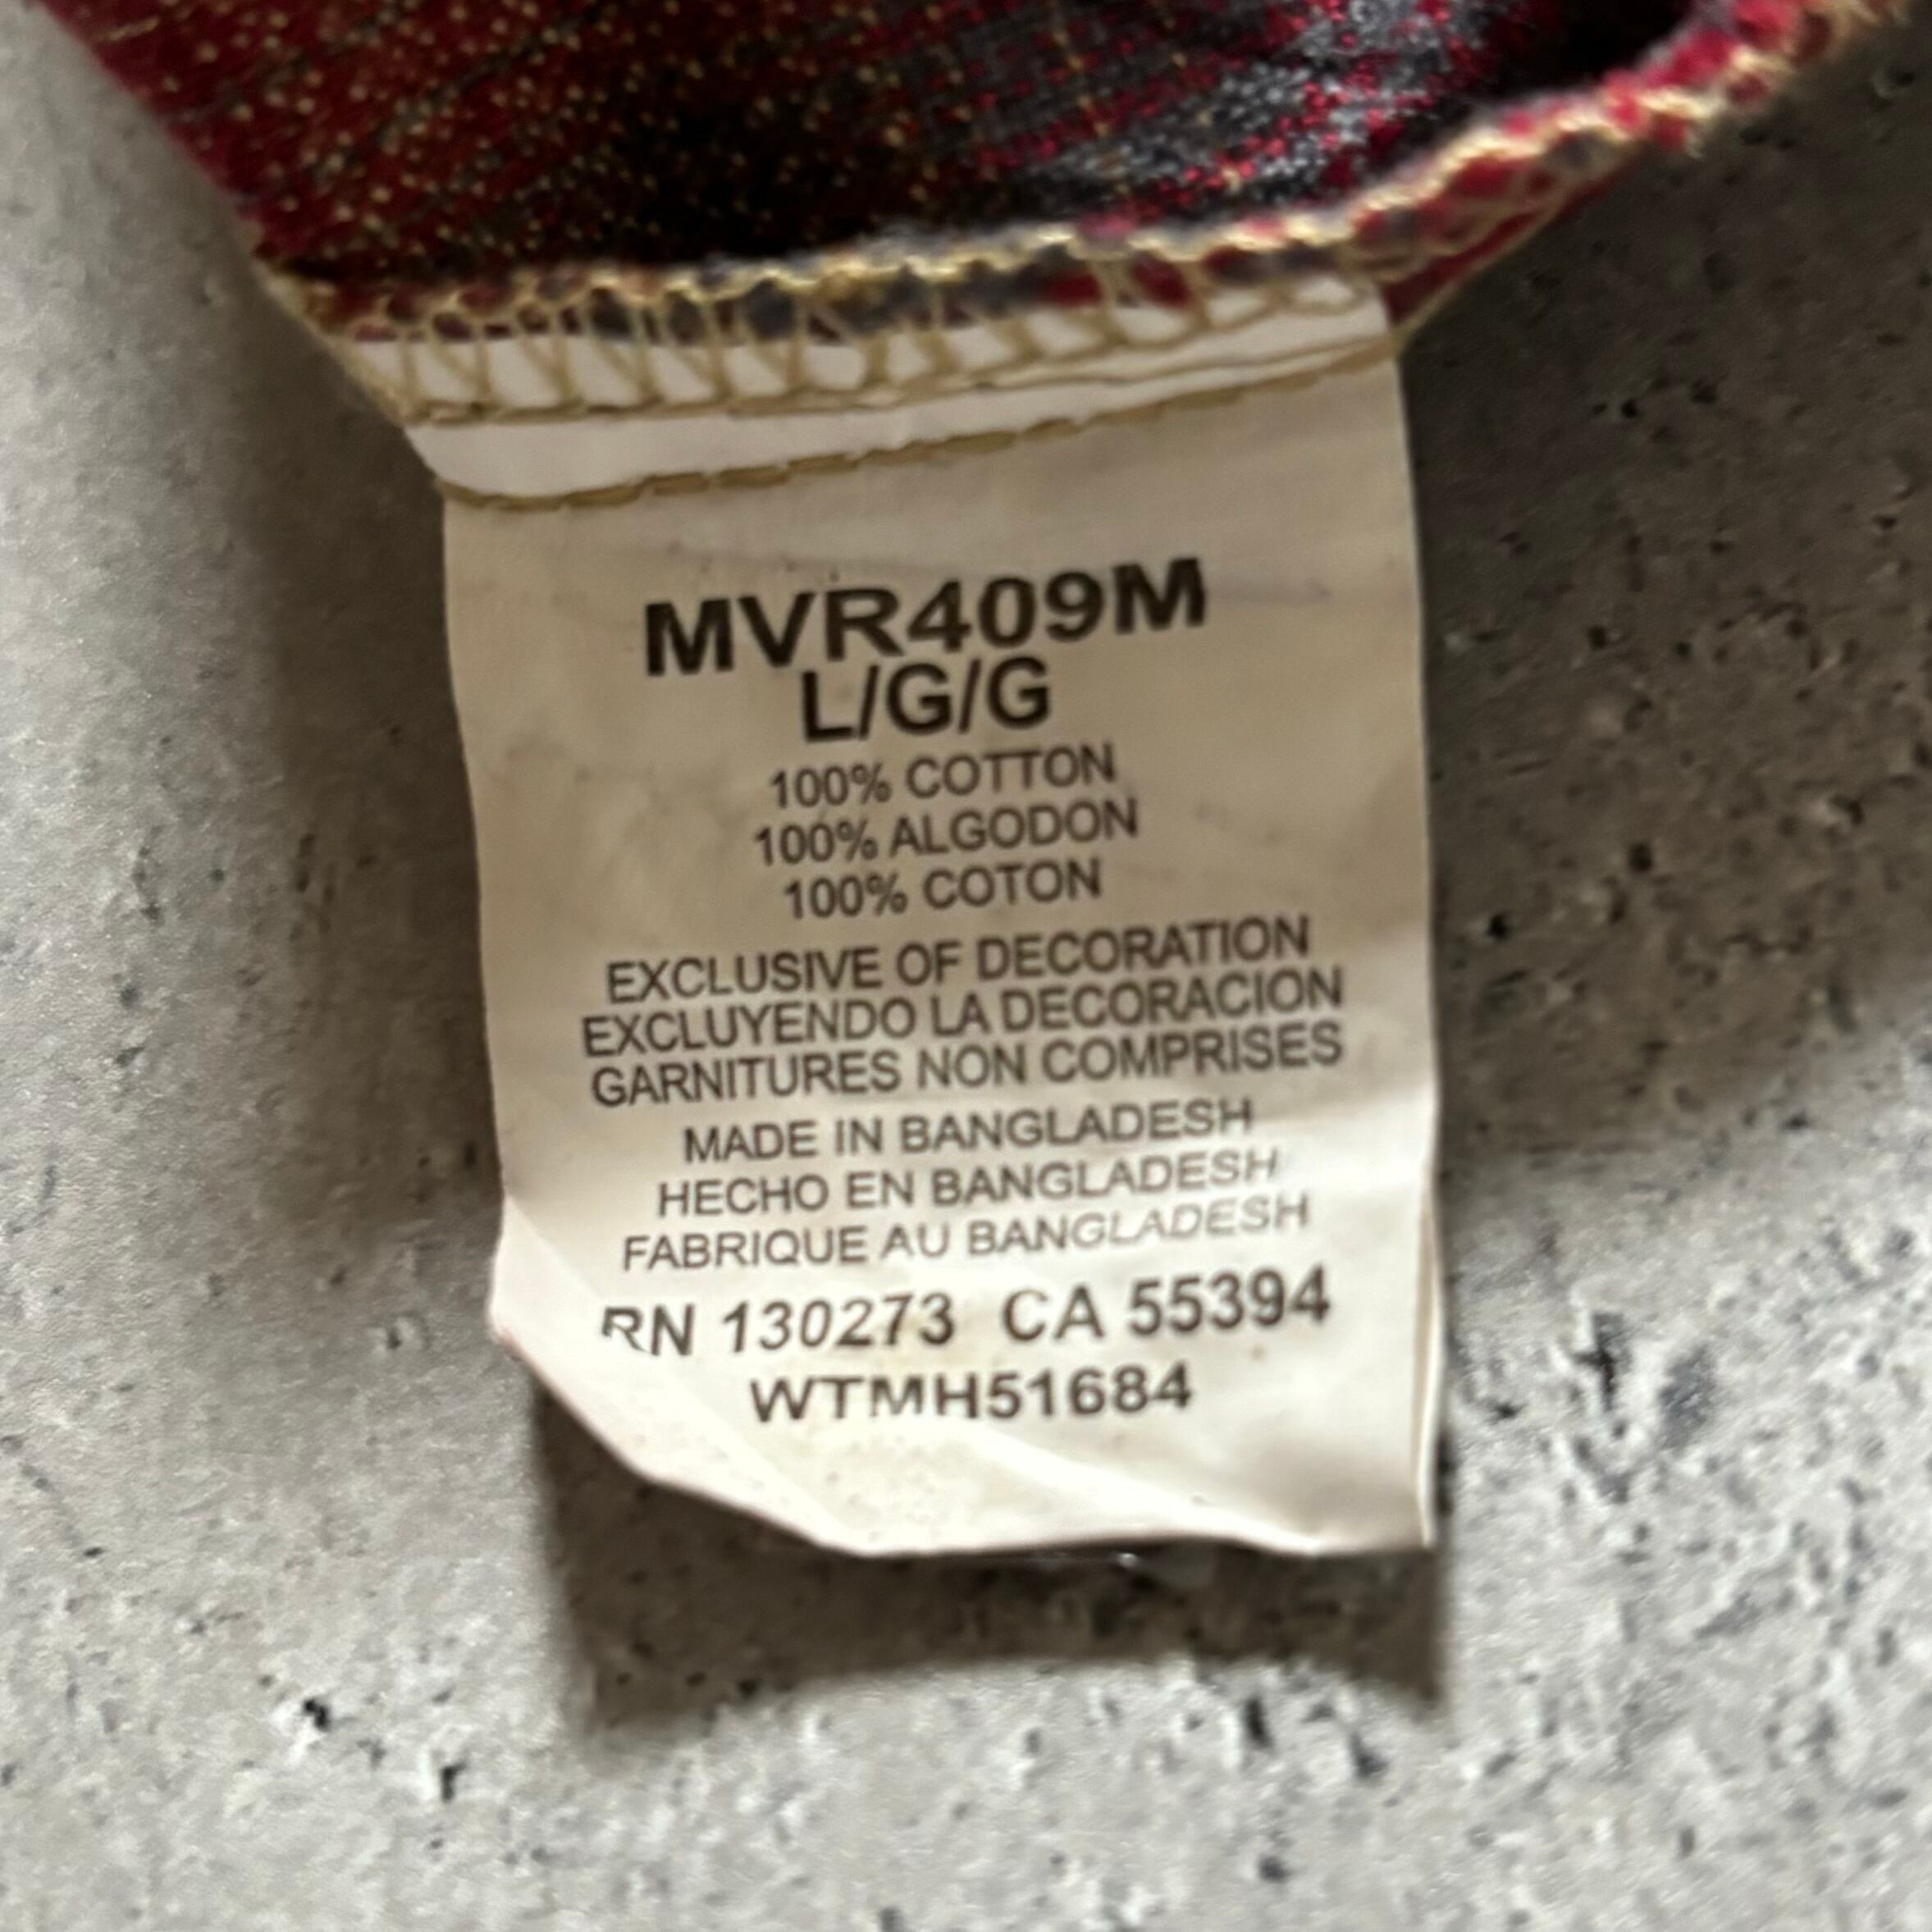 MVR409M
L/G/G
100% COTTON
100% ALGODON
100% COTON
EXCLUSIVE OF DECORATION
EXCLUYENDO LA DECORACION
GARNITURES NON COMPRISES
MADE IN BANGLADESH
HECHO EN BANGLADESH
FABRIQUE AU BANGLADESH
RN 130273 CA 55394
WTMH51684